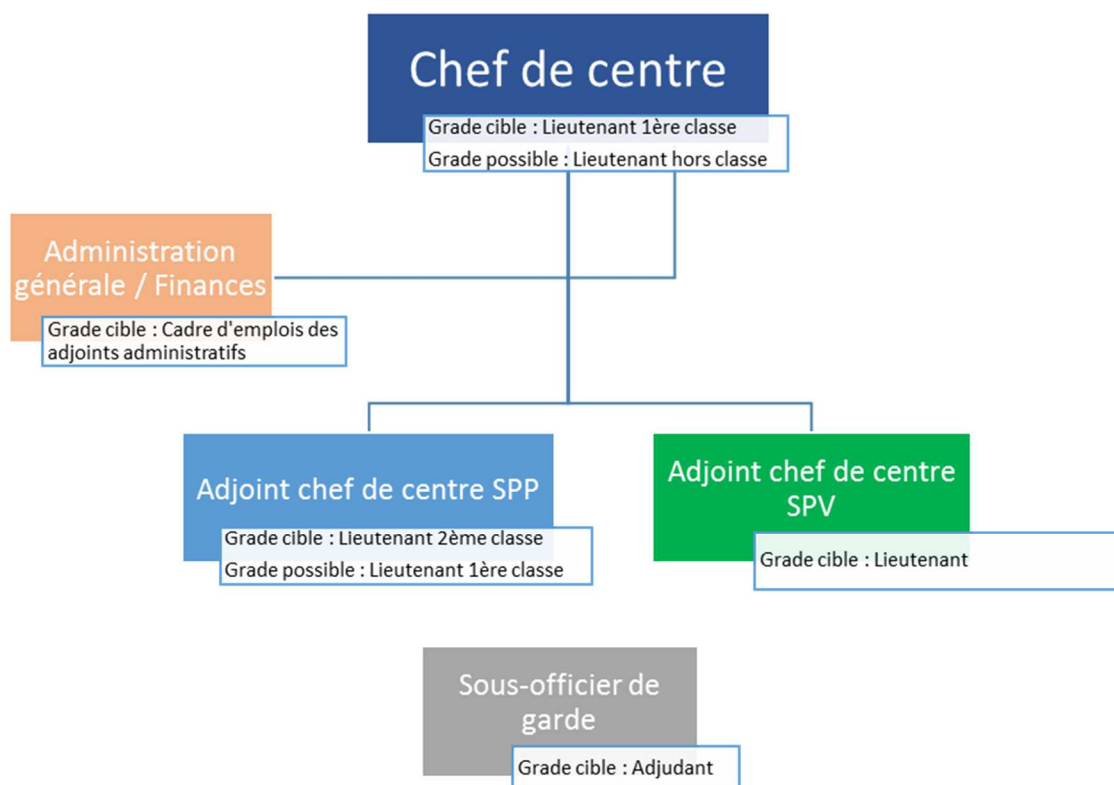 Chef de centre
Grade cible : Lieutenant 1ère classe
Grade possible : Lieutenant hors classe
Administration
générale / Finances
Grade cible : Cadre d'emplois des
adjoints administratifs
Adjoint chef de centre SPP
Grade cible : Lieutenant 2ème classe
Grade possible : Lieutenant 1ère classe
Adjoint chef de centre
SPV
Grade cible : Lieutenant
Sous-officier de
garde
Grade cible : Adjudant